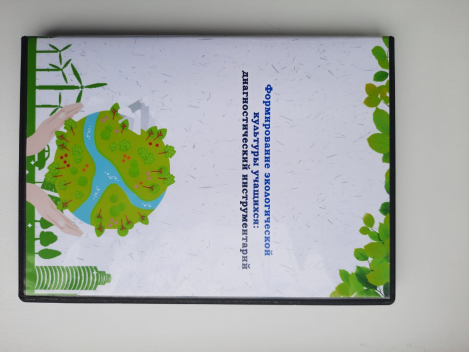 Формирование экологической
культуры учащихся:
диагностический инструментарий